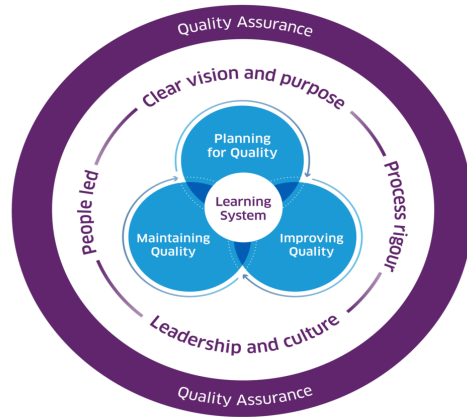 Quality Assurance
Clear vision and purpose
Planning
for Quality
People led
Learning
System
Process rigour
Maintaining
Quality
Improving
Quality
Leadership and culture
Quality Assurance